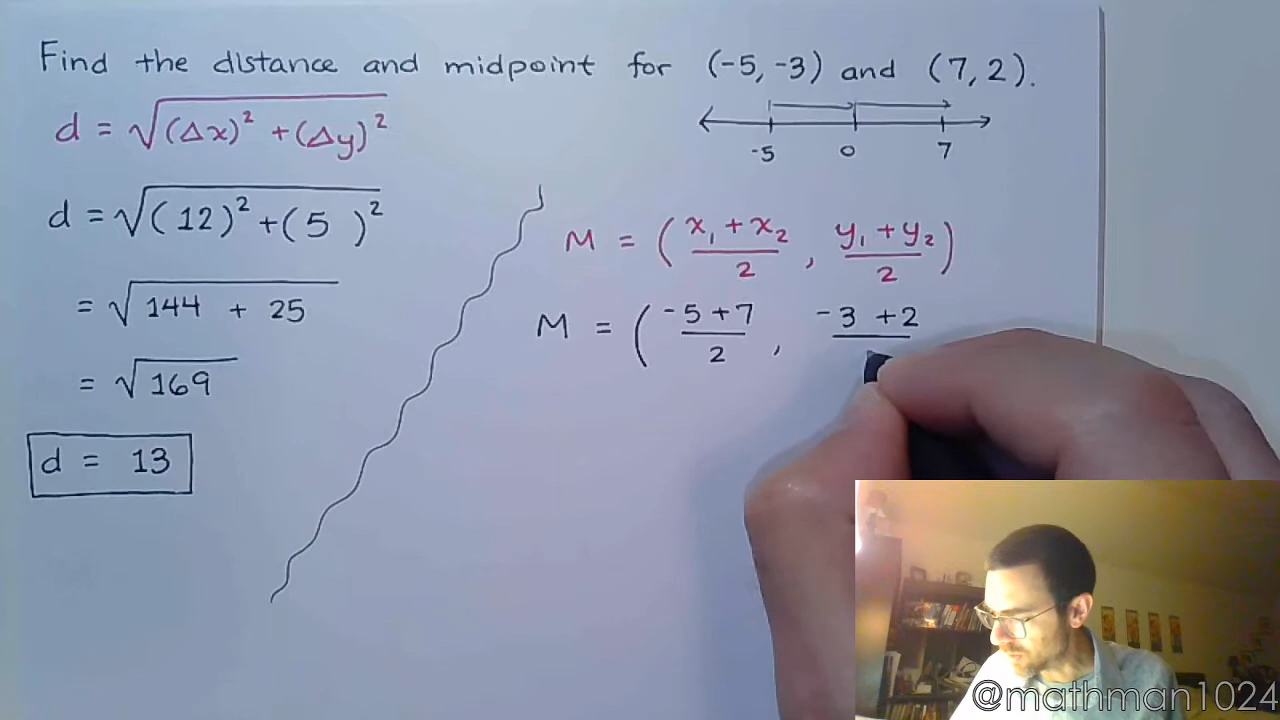 Find the distance and midpoint for (-5, -3) and (7, 2).
d = √(Δx)² + (Δy)²
d = √(12)² + (5 )²
= √144 + 25
= √169
d = 13
-5 0 7
M = (x₁ + x₂ / 2, y₁ + y₂ / 2)
M = (-5 + 7 / 2, -3 + 2
@mathman1024